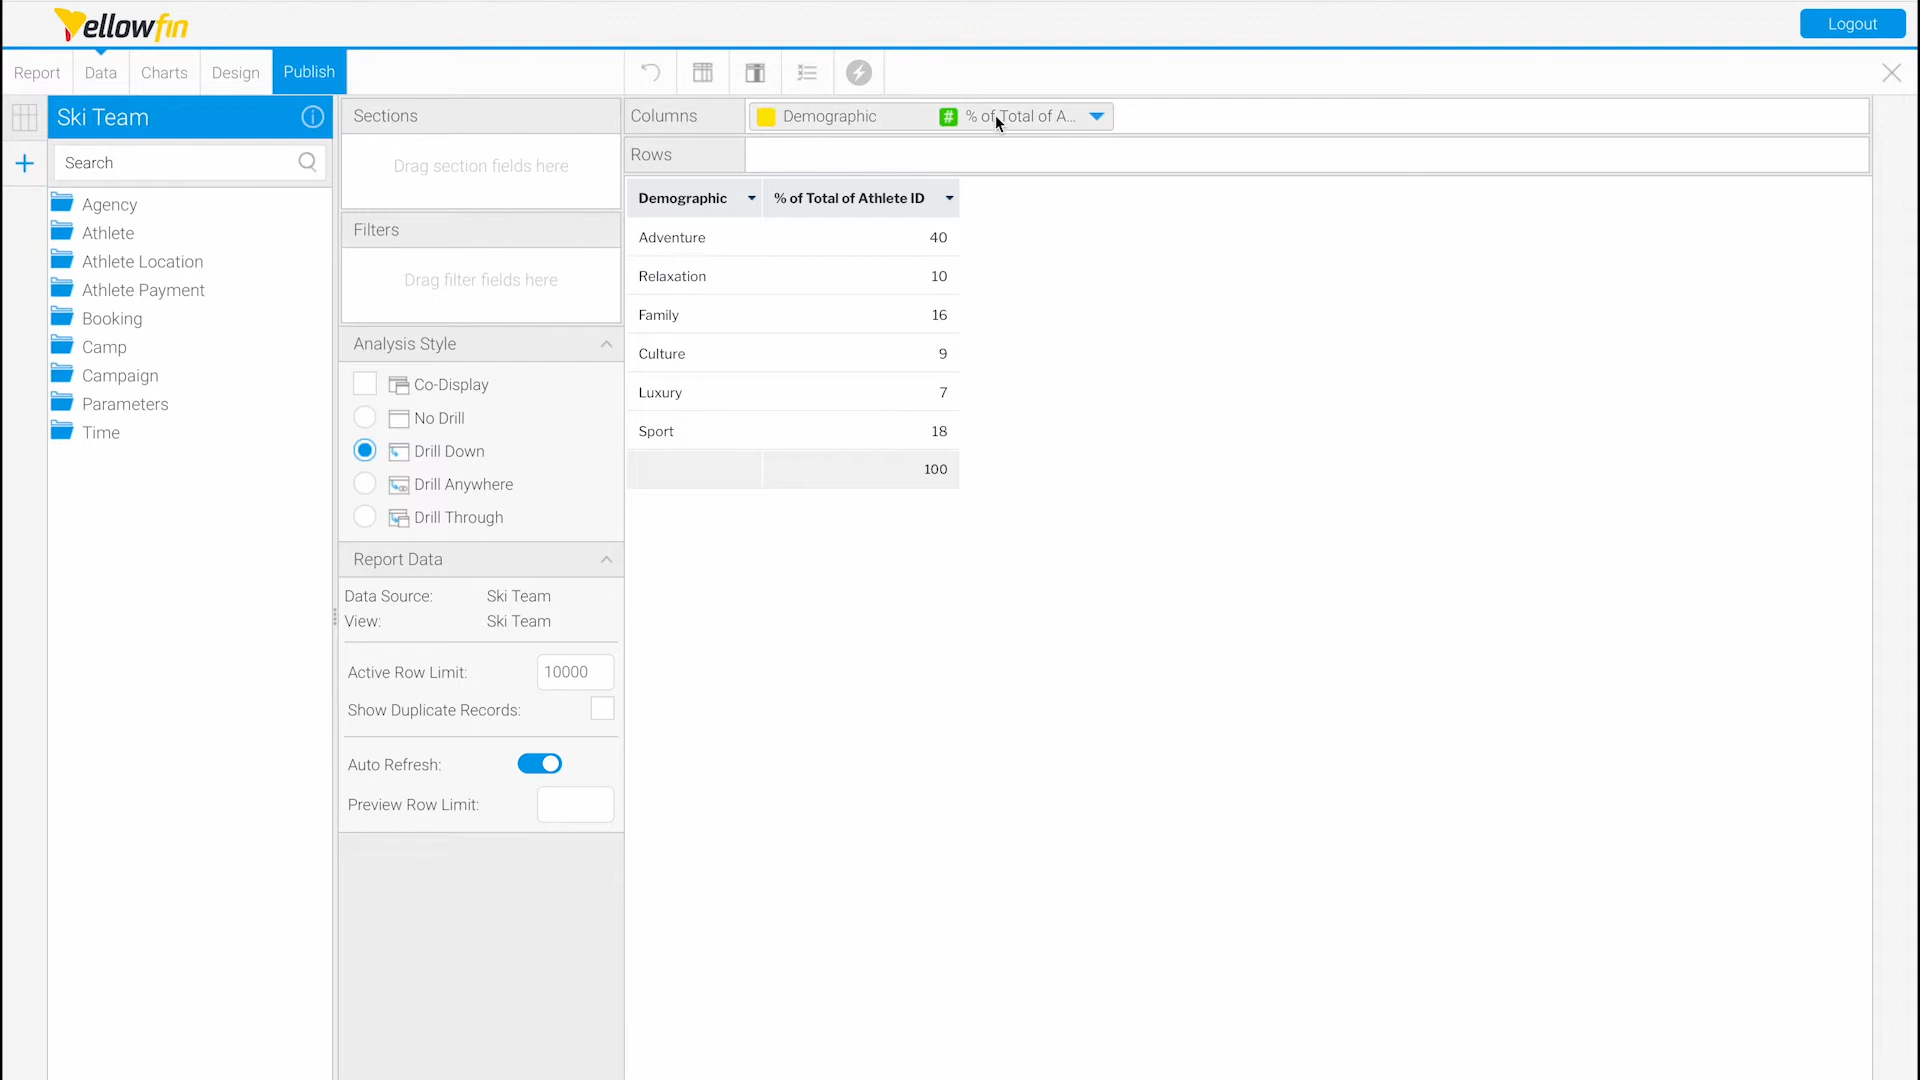 Yellowfin
Logout
Report Data Charts Design Publish
Ski Team
Search
Agency
Athlete
Athlete Location
Athlete Payment
Booking
Camp
Campaign
Parameters
Time
Sections
Drag section fields here
Filters
Drag filter fields here
Analysis Style
Co-Display
No Drill
Drill Down
Drill Anywhere
Drill Through
Report Data
Data Source: Ski Team
View: Ski Team
Active Row Limit: 10000
Show Duplicate Records:
Auto Refresh:
Preview Row Limit:
Columns Demographic # % of Total of A...
Rows
Demographic % of Total of Athlete ID
Adventure 40
Relaxation 10
Family 16
Culture 9
Luxury 7
Sport 18
100